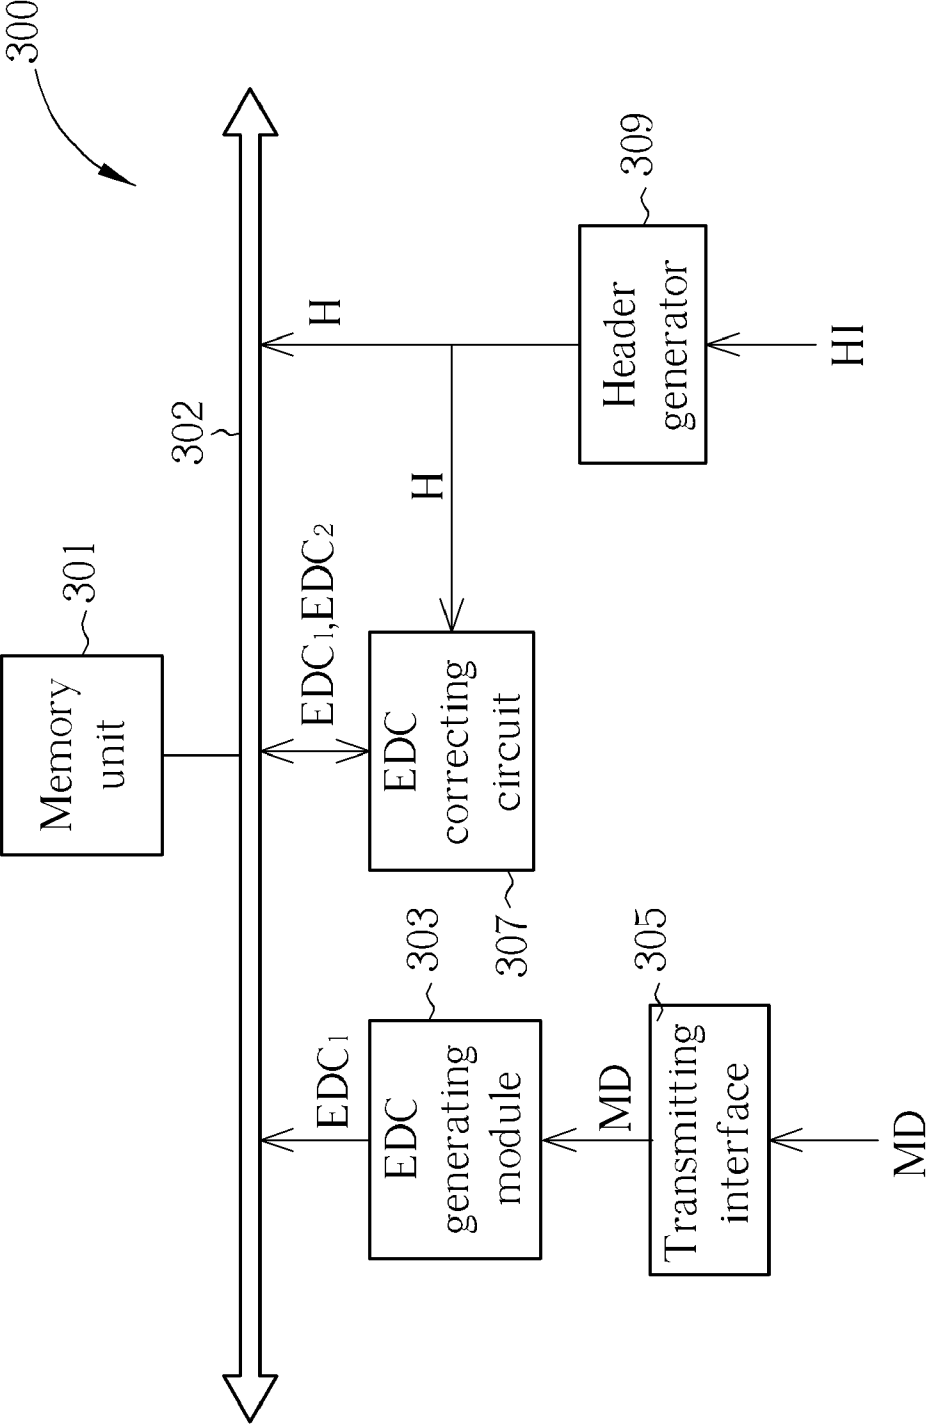 300
Memory
unit
301
302
EDC₁
EDC₁,EDC₂
H
H
EDC
generating
module
303
EDC
correcting
circuit
307
Header
generator
309
MD
Transmitting
interface
305
MD
HI